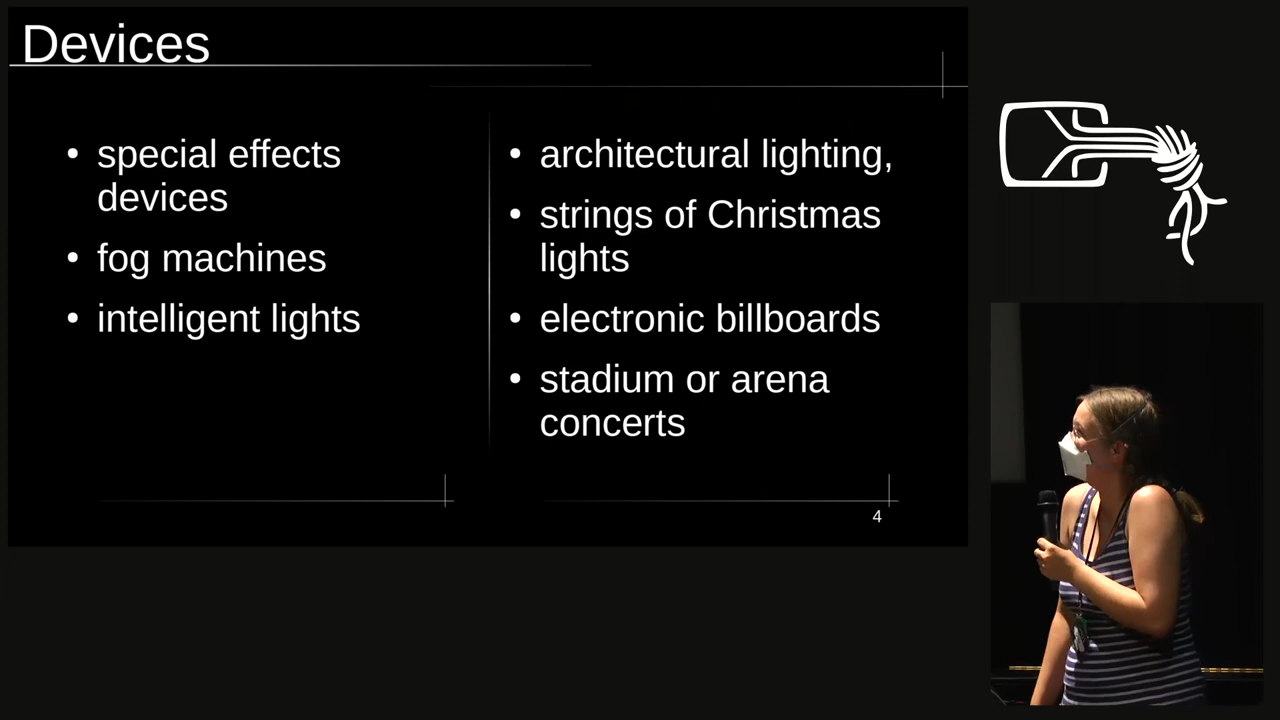 Devices
• special effects
devices
• fog machines
• intelligent lights
• architectural lighting,
• strings of Christmas
lights
• electronic billboards
• stadium or arena
concerts
4